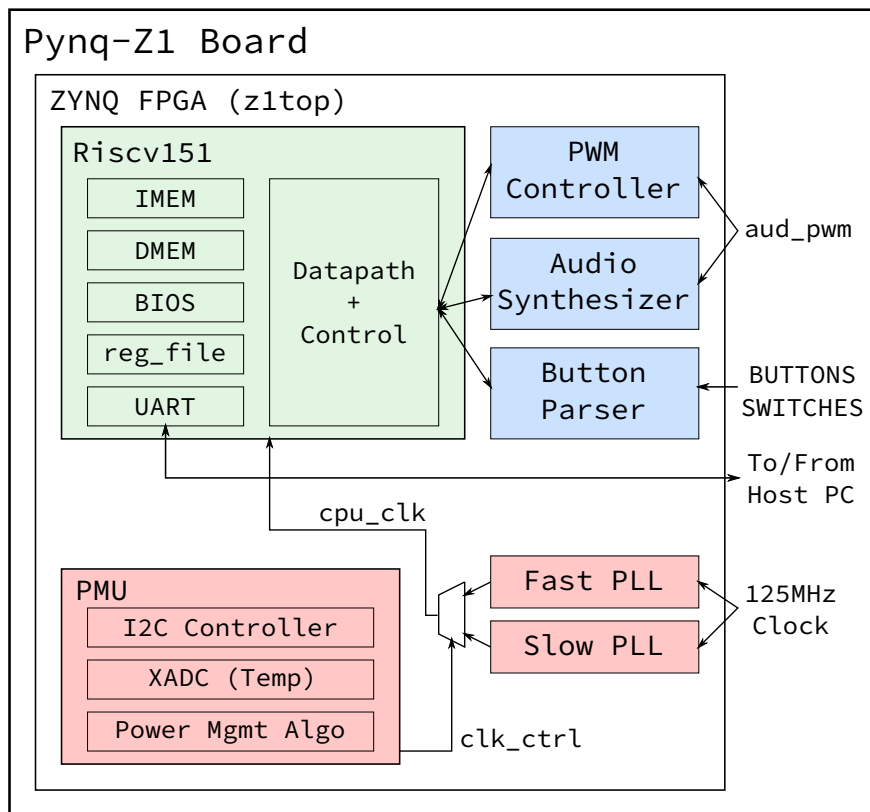 Pynq-Z1 Board
ZYNQ FPGA (z1top)
Riscv151
IMEM
DMEM
BIOS
reg_file
UART
Datapath
+
Control
PWM
Controller
Audio
Synthesizer
Button
Parser
aud_pwm
BUTTONS
SWITCHES
To/From
Host PC
cpu_clk
PMU
I2C Controller
XADC (Temp)
Power Mgmt Algo
Fast PLL
Slow PLL
125MHz
Clock
clk_ctrl